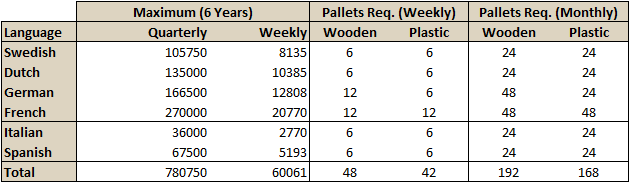 Maximum (6 Years) Pallets Req. (Weekly) Pallets Req. (Monthly)
Language Quarterly Weekly Wooden Plastic Wooden Plastic
Swedish 105750 8135 6 6 24 24
Dutch 135000 10385 6 6 24 24
German 166500 12808 12 6 48 24
French 270000 20770 12 12 48 48
Italian 36000 2770 6 6 24 24
Spanish 67500 5193 6 6 24 24
Total 780750 60061 48 42 192 168